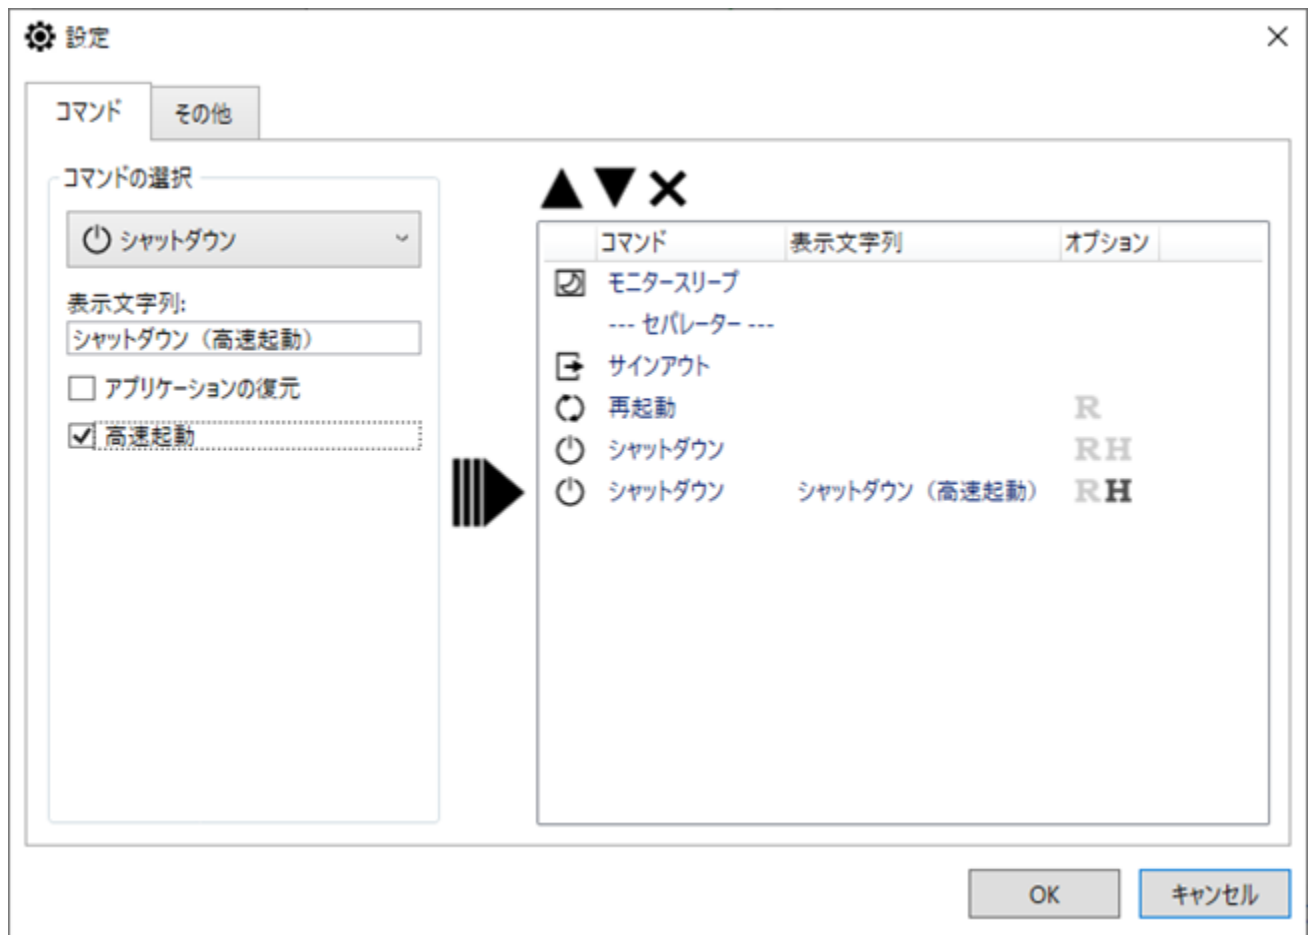 設定
コマンド
その他
コマンドの選択
シャットダウン
表示文字列:
シャットダウン（高速起動）
アプリケーションの復元
高速起動
コマンド 表示文字列 オプション
モニタースリープ
--- セパレーター ---
サインアウト
再起動 R
シャットダウン RH
シャットダウン シャットダウン（高速起動） RH
OK
キャンセル